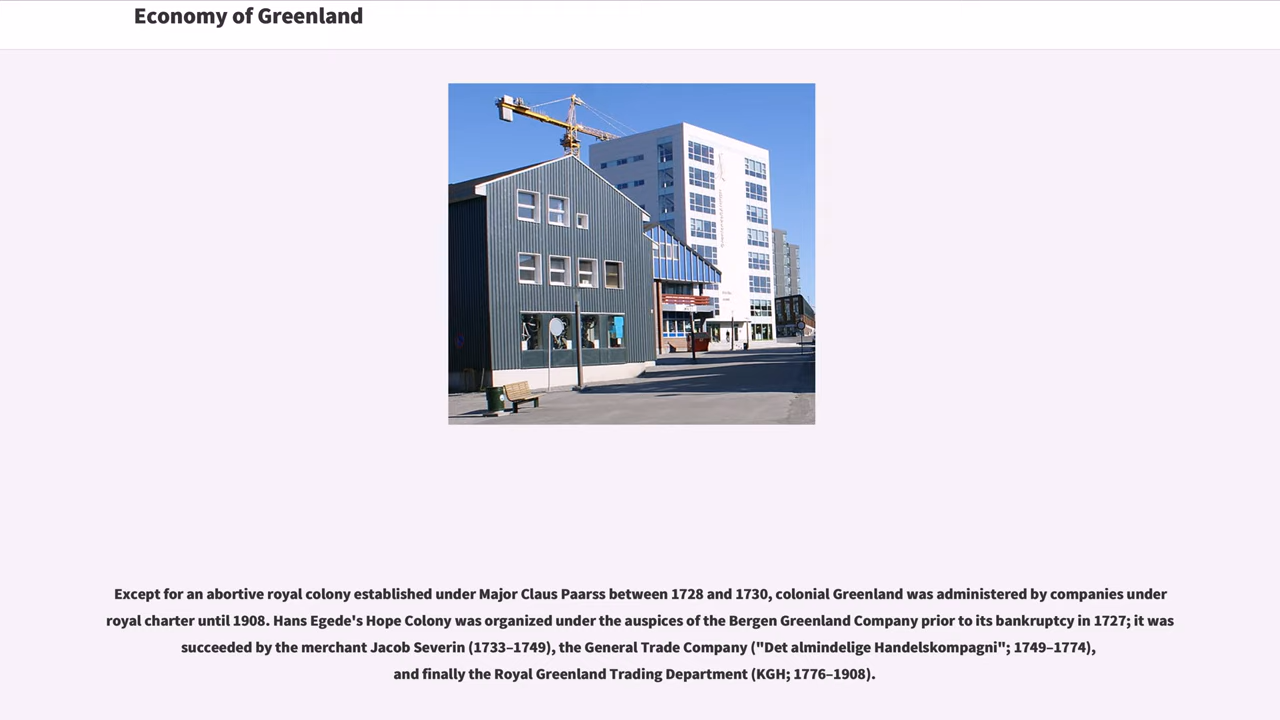 Economy of Greenland
Except for an abortive royal colony established under Major Claus Paarss between 1728 and 1730, colonial Greenland was administered by companies under
royal charter until 1908. Hans Egede's Hope Colony was organized under the auspices of the Bergen Greenland Company prior to its bankruptcy in 1727; it was
succeeded by the merchant Jacob Severin (1733–1749), the General Trade Company ("Det almindelige Handelskompagni"; 1749–1774),
and finally the Royal Greenland Trading Department (KGH; 1776–1908).